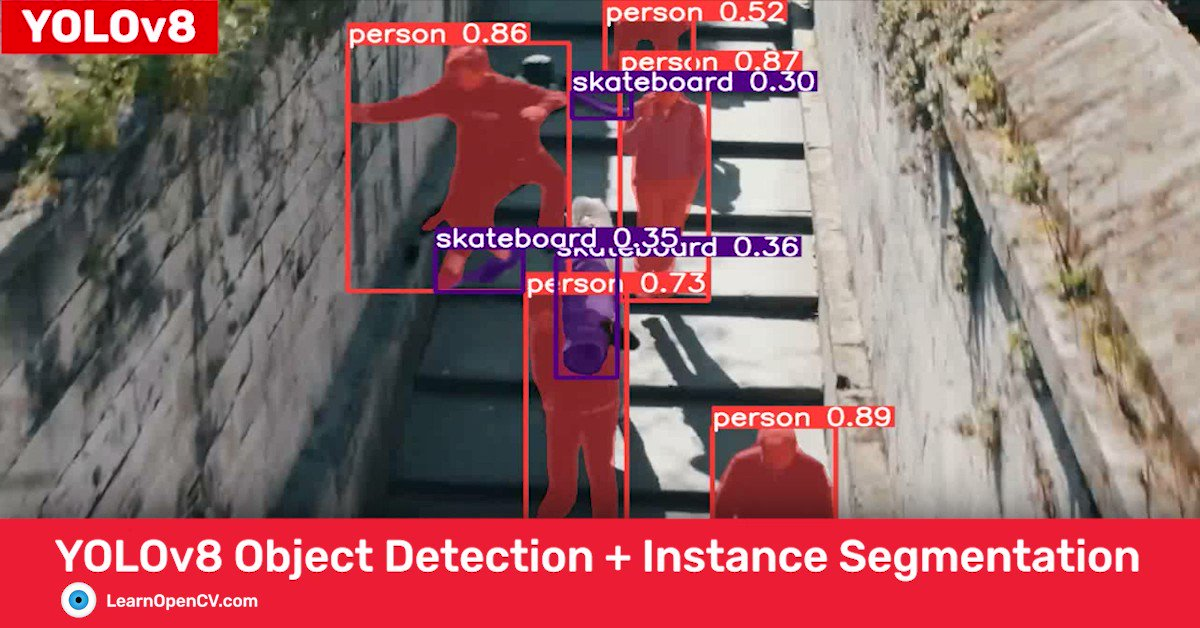 YOLOv8
person 0.52
person 0.86
person 0.87
skateboard 0.30
skateboard 0.35
skateboard 0.36
person 0.73
person 0.89
YOLOv8 Object Detection + Instance Segmentation
LearnOpenCV.com